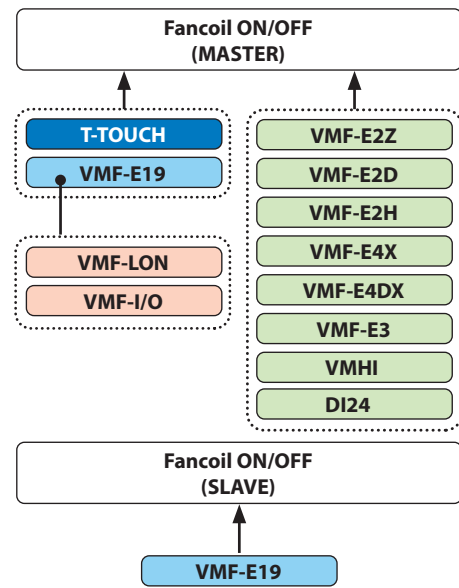 Fancoil ON/OFF
(MASTER)
T-TOUCH
VMF-E19
VMF-LON
VMF-I/O
VMF-E2Z
VMF-E2D
VMF-E2H
VMF-E4X
VMF-E4DX
VMF-E3
VMHI
DI24
Fancoil ON/OFF
(SLAVE)
VMF-E19